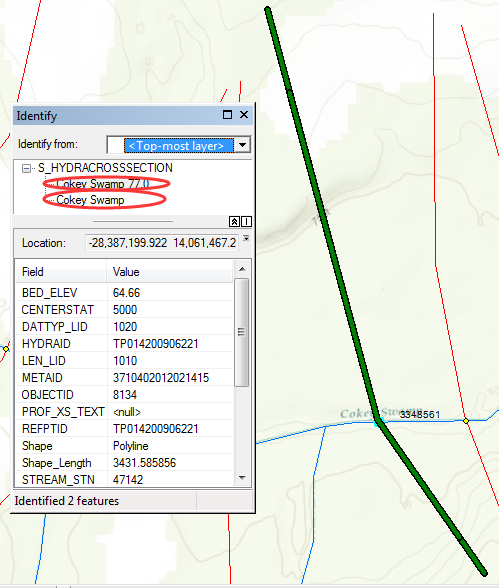 Identify
Identify from: <Top-most layer>
S_HYDRACROSSSECTION
Cokey Swamp 77.0
Cokey Swamp
Location: -28,387,199.922 14,061,467.2
Field Value
BED_ELEV 64.66
CENTERSTAT 5000
DATTYP_LID 1020
HYDRAID TP014200906221
LEN_LID 1010
METAID 3710402012021415
OBJECTID 8134
PROF_XS_TEXT <null>
REFPTID TP014200906221
Shape Polyline
Shape_Length 3431.585856
STREAM_STN 47142
Identified 2 features
Cokey Swamp
3348561